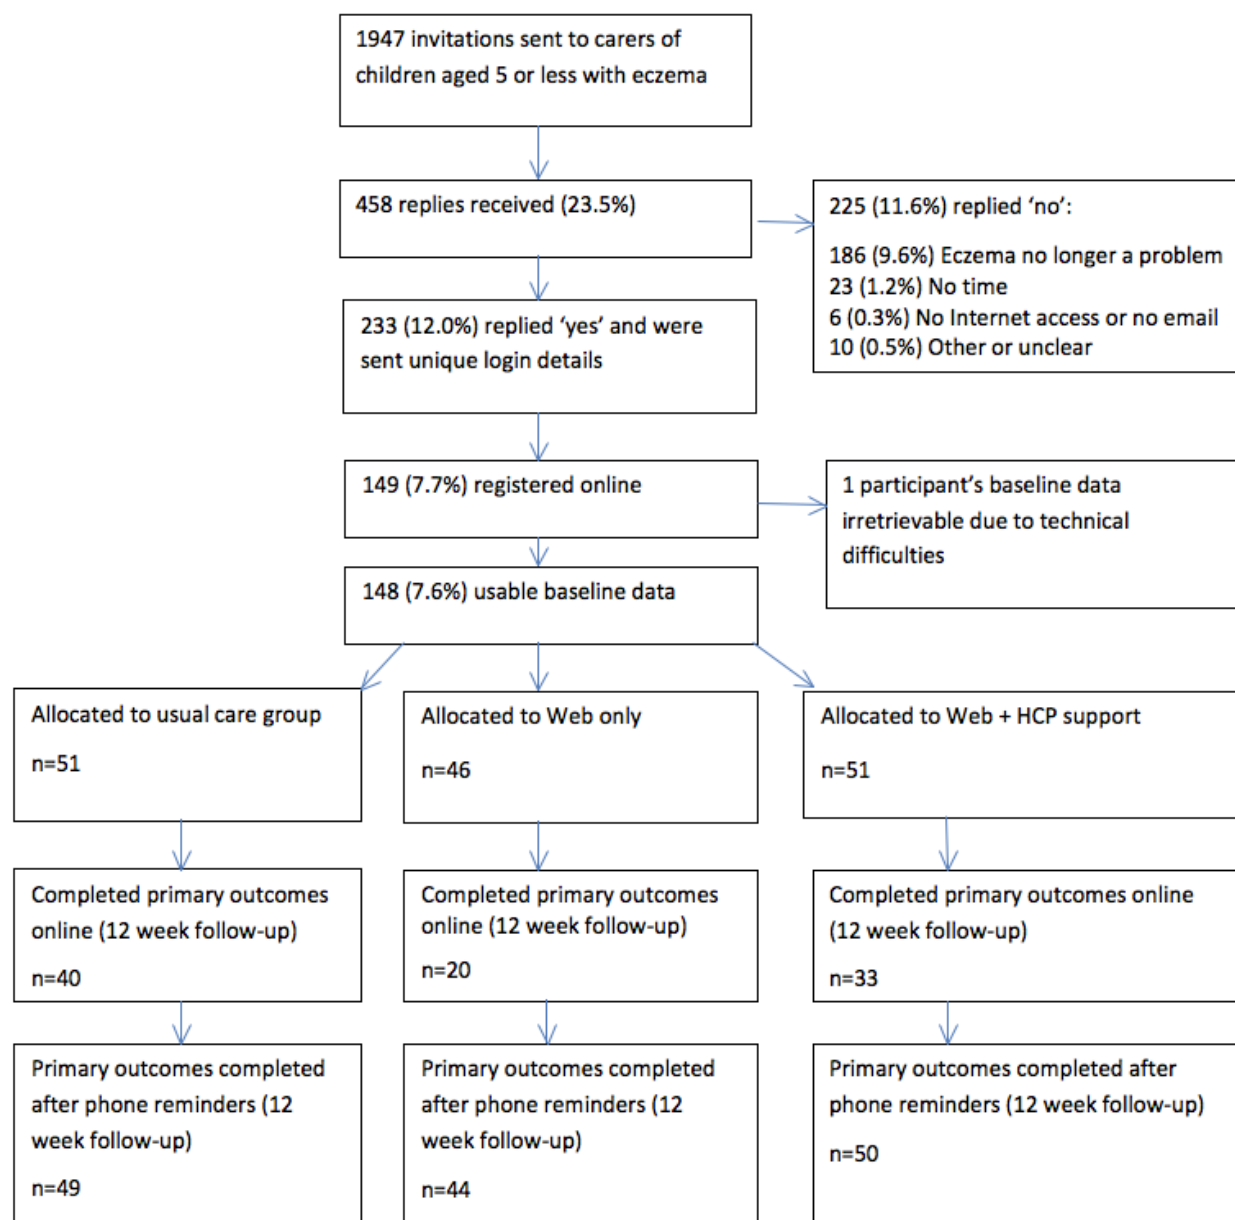 1947 invitations sent to carers of
children aged 5 or less with eczema
458 replies received (23.5%)
225 (11.6%) replied ‘no’:
186 (9.6%) Eczema no longer a problem
23 (1.2%) No time
6 (0.3%) No Internet access or no email
10 (0.5%) Other or unclear
233 (12.0%) replied ‘yes’ and were
sent unique login details
149 (7.7%) registered online
1 participant’s baseline data
irretrievable due to technical
difficulties
148 (7.6%) usable baseline data
Allocated to usual care group
n=51
Allocated to Web only
n=46
Allocated to Web + HCP support
n=51
Completed primary outcomes
online (12 week follow-up)
n=40
Completed primary outcomes
online (12 week follow-up)
n=20
Completed primary outcomes online
(12 week follow-up)
n=33
Primary outcomes completed
after phone reminders (12
week follow-up)
n=49
Primary outcomes completed
after phone reminders (12
week follow-up)
n=44
Primary outcomes completed after
phone reminders (12 week follow-up)
n=50